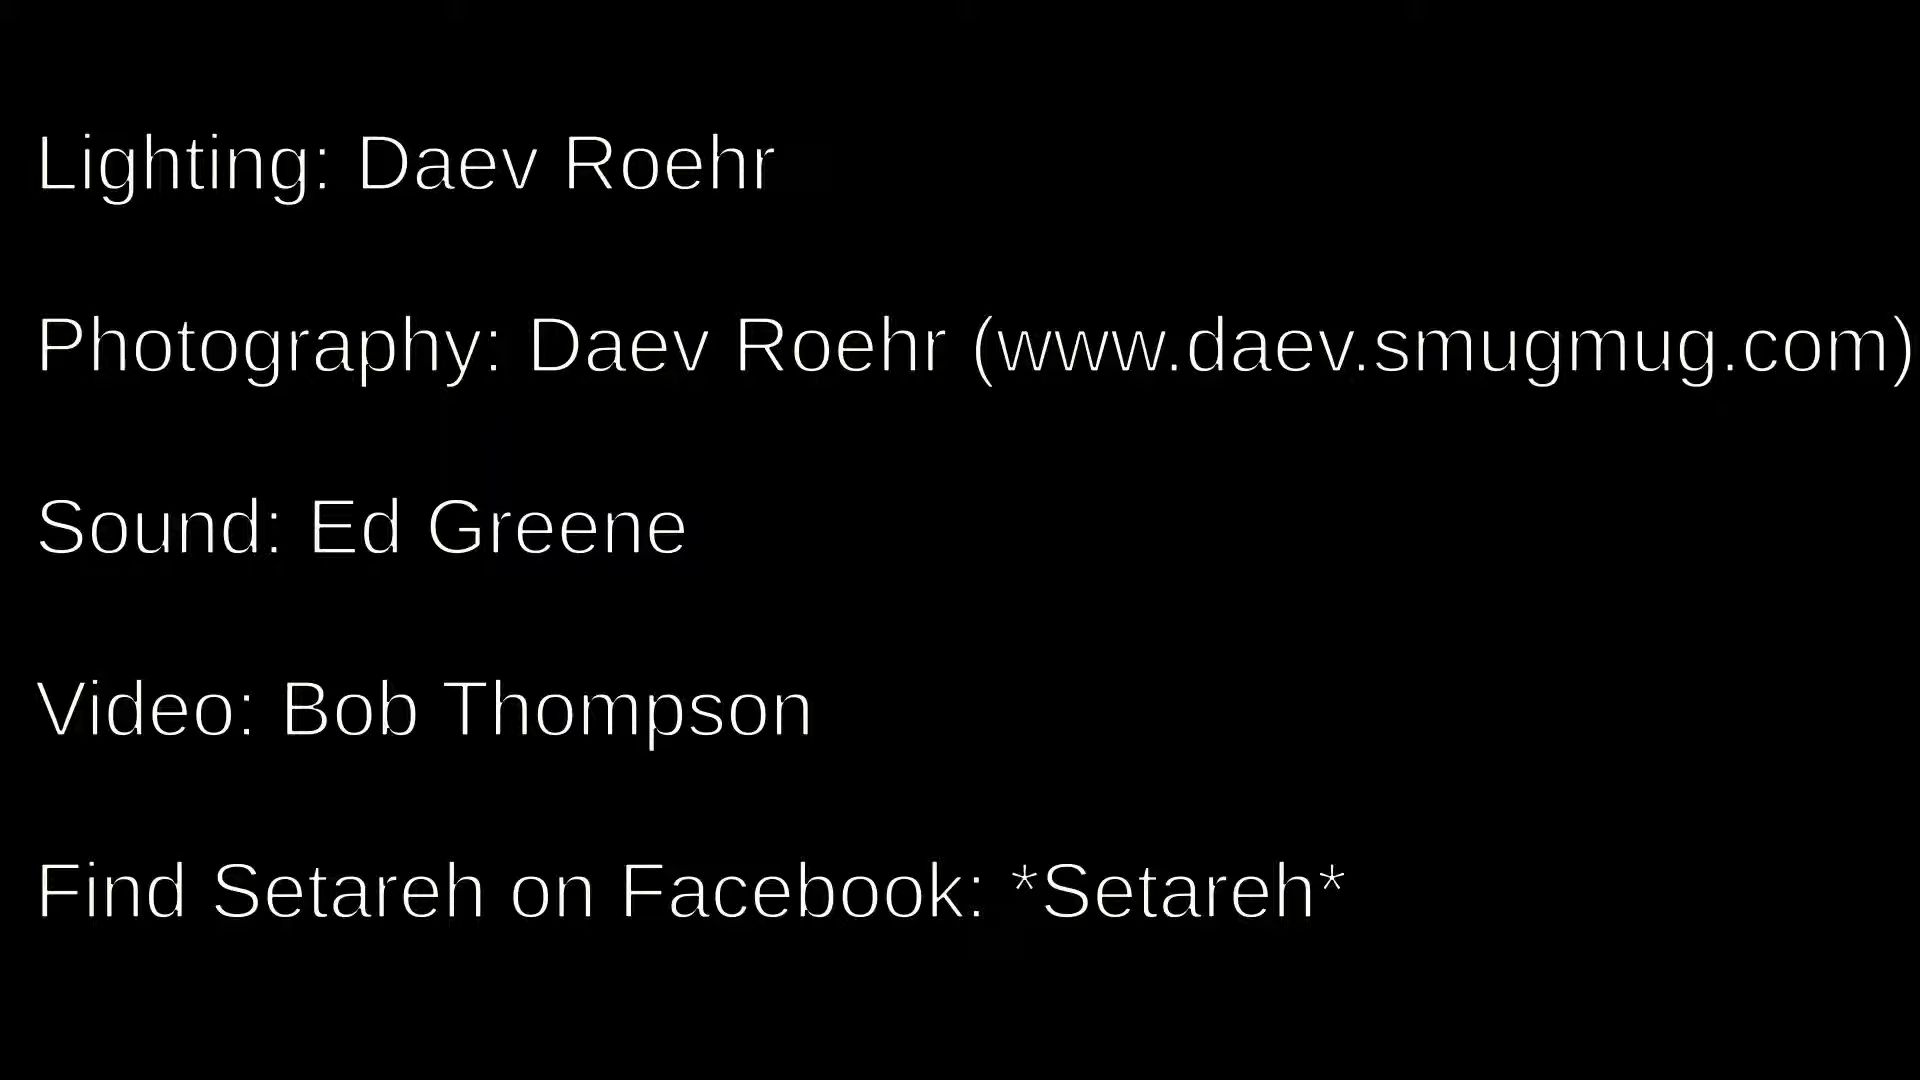 Lighting: Daev Roehr
Photography: Daev Roehr (www.daev.smugmug.com)
Sound: Ed Greene
Video: Bob Thompson
Find Setareh on Facebook: *Setareh*